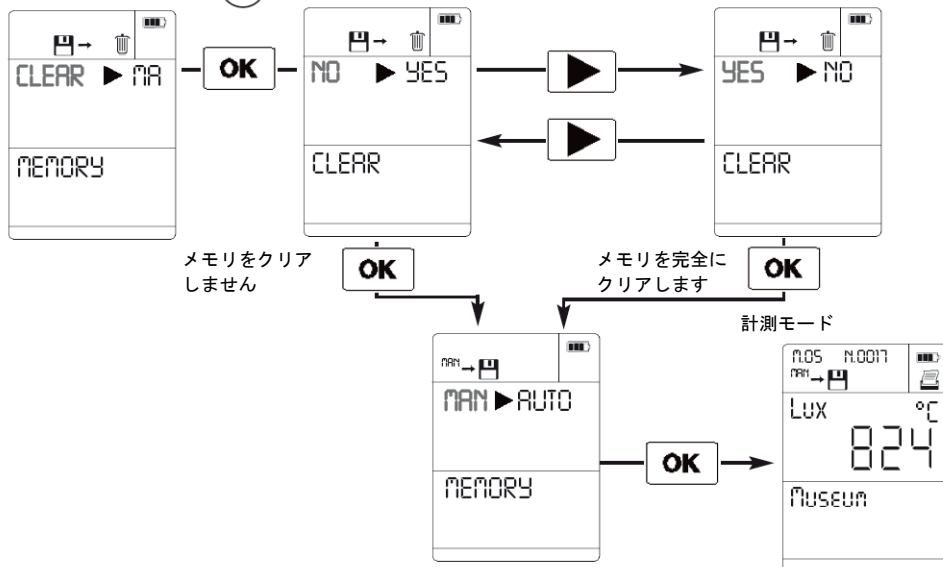 CLEAR ▶ MA
MEMORY
OK
NO ▶ YES
CLEAR
YES ▶ NO
CLEAR
メモリをクリア
しません
OK
メモリを完全に
クリアします
OK
計測モード
MAN
MAN ▶ AUTO
MEMORY
OK
M.05 N.0017
MAN
LUX °C
824
MUSEUM